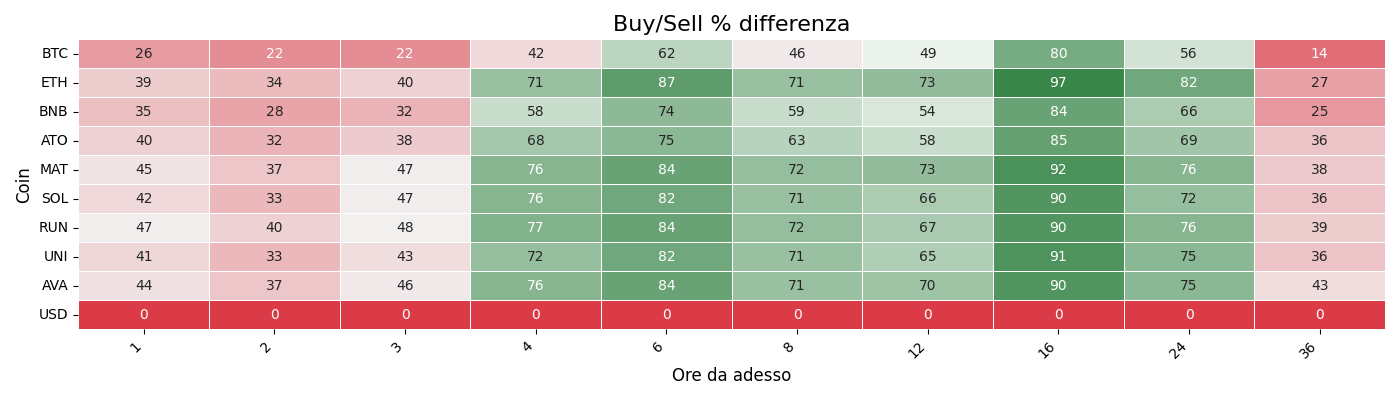 Buy/Sell % differenza
Coin
BTC 26 22 22 42 62 46 49 80 56 14
ETH 39 34 40 71 87 71 73 97 82 27
BNB 35 28 32 58 74 59 54 84 66 25
ATO 40 32 38 68 75 63 58 85 69 36
MAT 45 37 47 76 84 72 73 92 76 38
SOL 42 33 47 76 82 71 66 90 72 36
RUN 47 40 48 77 84 72 67 90 76 39
UNI 41 33 43 72 82 71 65 91 75 36
AVA 44 37 46 76 84 71 70 90 75 43
USD 0 0 0 0 0 0 0 0 0 0
1 2 3 4 6 8 12 16 24 36
Ore da adesso